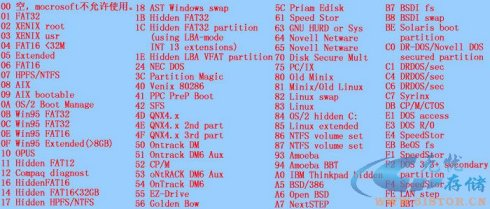 00 空，mocrosoft不允许使用。
01 FAT32
02 XENIX root
03 XENIX usr
04 FAT16 <32M
05 Extended
06 FAT16
07 HPFS/NTFS
08 AIX
09 AIX bootable
0A OS/2 Boot Manage
0B Win95 FAT32
0C Win95 FAT32
0E Win95 FAT16
0F Win95 Extended(>8GB)
10 OPUS
11 Hidden FAT12
12 Compaq diagnost
14 HiddenFAT16
14 Hidden FAT16<32GB
17 Hidden HPFS/NTFS
18 AST Windows swap
1B Hidden FAT32
1C Hidden FAT32 partition
(using LBA-mode
INT 13 extensions)
1E Hidden LBA VFAT partition
24 NEC DOS
3C Partition Magic
40 Venix 80286
41 PPC PreP Boot
42 SFS
4D QNX4.x
4E QNX4.x 2nd part
4F QNX4.x 3rd part
50 Ontrack DM
51 Ontrack DM6 Aux
52 CP/M
53 oNtRACK DM6 Aux
54 OnTrack DM6
55 EZ-Drive
56 Golden Bow
5C Priam Edisk
61 Speed Stor
63 GNU HURD or Sys
64 Novell Netware
65 Novell Netware
70 Disk Secure Mult
75 PC/IX
80 Old Minix
81 Minix/Old Linux
82 Linux swap
83 Linux
84 OS/2 hidden C:
85 Linux extended
86 NTFS volume set
87 NTFS volume set
93 Amoeba
94 Amoeba BBT
A0 IBM Thinkpad hidden
A5 BSD/386
A6 Open BSD
A7 NextSTEP
B7 BSDI fs
B8 BSDI swap
BE Solaris boot
partition
C0 DR-DOS/Novell DOS
secured partition
C1 DRDOS/sec
C4 DRDOS/sec
C6 DRDOS/sec
C7 Syrinx
DB CP/M/CTOS
E1 DOS access
E3 DOS R/O
E4 SpeedStor
EB BeOS fs
F1 SpeedStor
F2 DOS 3.3+ secondary
partition
F4 SpeedStor
FE LAN step
FF BBT
存储